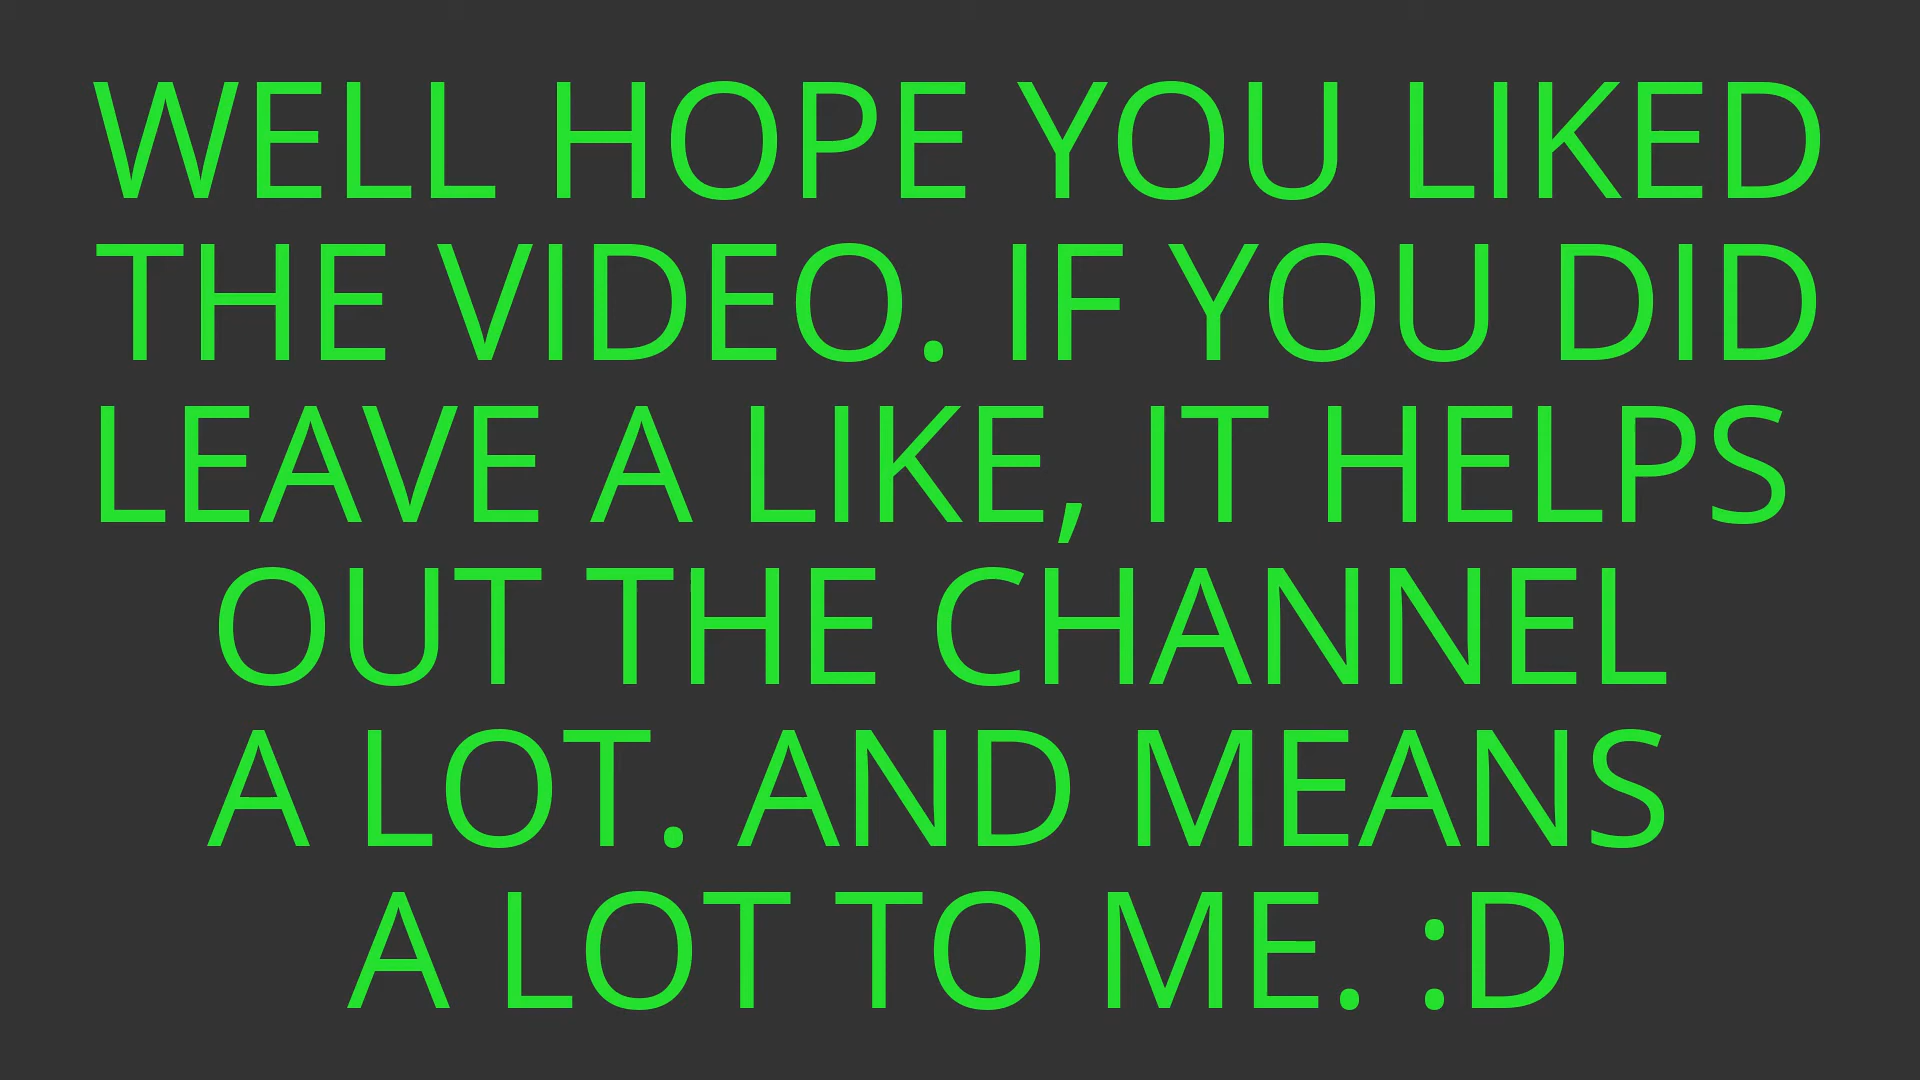 WELL HOPE YOU LIKED
THE VIDEO. IF YOU DID
LEAVE A LIKE, IT HELPS
OUT THE CHANNEL
A LOT. AND MEANS
A LOT TO ME. :D